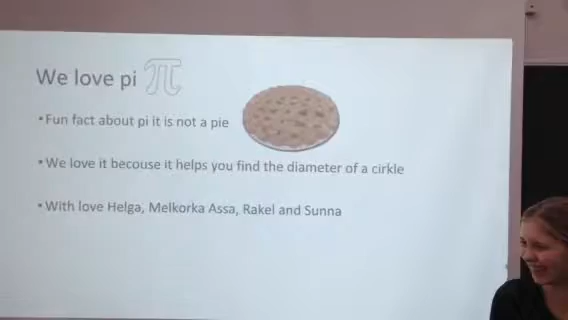 We love pi π
• Fun fact about pi it is not a pie
• We love it becouse it helps you find the diameter of a cirkle
• With love Helga, Melkorka Assa, Rakel and Sunna